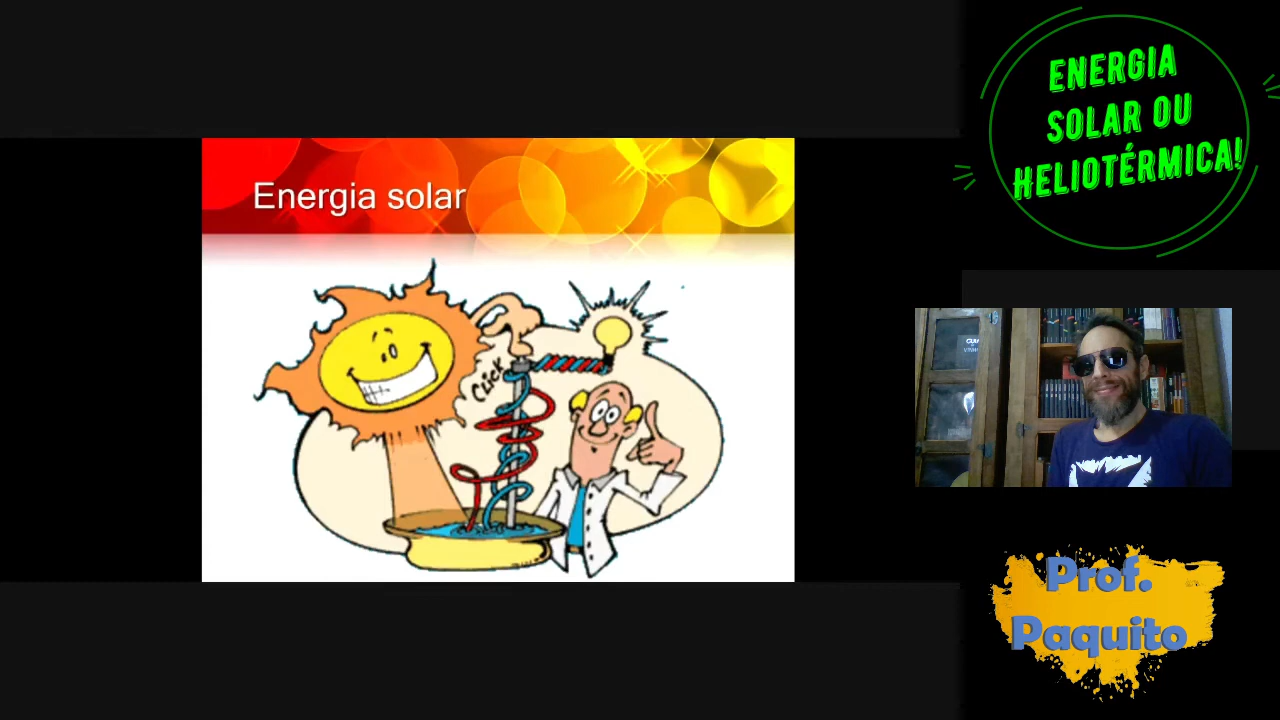 ENERGIA
SOLAR OU
HELIOTÉRMICA!
Energia solar
CLICK
Prof.
Paquito